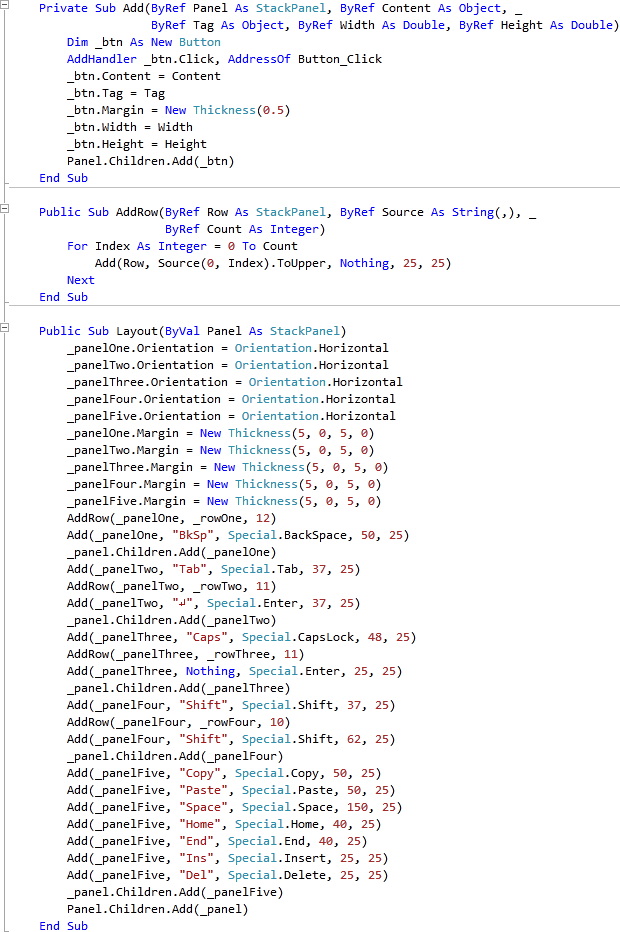 Private Sub Add(ByRef Panel As StackPanel, ByRef Content As Object, _
ByRef Tag As Object, ByRef Width As Double, ByRef Height As Double)
Dim _btn As New Button
AddHandler _btn.Click, AddressOf Button_Click
_btn.Content = Content
_btn.Tag = Tag
_btn.Margin = New Thickness(0.5)
_btn.Width = Width
_btn.Height = Height
Panel.Children.Add(_btn)
End Sub
Public Sub AddRow(ByRef Row As StackPanel, ByRef Source As String(,), _
ByRef Count As Integer)
For Index As Integer = 0 To Count
Add(Row, Source(0, Index).ToUpper, Nothing, 25, 25)
Next
End Sub
Public Sub Layout(ByVal Panel As StackPanel)
_panelOne.Orientation = Orientation.Horizontal
_panelTwo.Orientation = Orientation.Horizontal
_panelThree.Orientation = Orientation.Horizontal
_panelFour.Orientation = Orientation.Horizontal
_panelFive.Orientation = Orientation.Horizontal
_panelOne.Margin = New Thickness(5, 0, 5, 0)
_panelTwo.Margin = New Thickness(5, 0, 5, 0)
_panelThree.Margin = New Thickness(5, 0, 5, 0)
_panelFour.Margin = New Thickness(5, 0, 5, 0)
_panelFive.Margin = New Thickness(5, 0, 5, 0)
AddRow(_panelOne, _rowOne, 12)
Add(_panelOne, "BkSp", Special.BackSpace, 50, 25)
_panel.Children.Add(_panelOne)
Add(_panelTwo, "Tab", Special.Tab, 37, 25)
AddRow(_panelTwo, _rowTwo, 11)
Add(_panelTwo, "↲", Special.Enter, 37, 25)
_panel.Children.Add(_panelTwo)
Add(_panelThree, "Caps", Special.CapsLock, 48, 25)
AddRow(_panelThree, _rowThree, 11)
Add(_panelThree, Nothing, Special.Enter, 25, 25)
_panel.Children.Add(_panelThree)
Add(_panelFour, "Shift", Special.Shift, 37, 25)
AddRow(_panelFour, _rowFour, 10)
Add(_panelFour, "Shift", Special.Shift, 62, 25)
_panel.Children.Add(_panelFour)
Add(_panelFive, "Copy", Special.Copy, 50, 25)
Add(_panelFive, "Paste", Special.Paste, 50, 25)
Add(_panelFive, "Space", Special.Space, 150, 25)
Add(_panelFive, "Home", Special.Home, 40, 25)
Add(_panelFive, "End", Special.End, 40, 25)
Add(_panelFive, "Ins", Special.Insert, 25, 25)
Add(_panelFive, "Del", Special.Delete, 25, 25)
_panel.Children.Add(_panelFive)
Panel.Children.Add(_panel)
End Sub